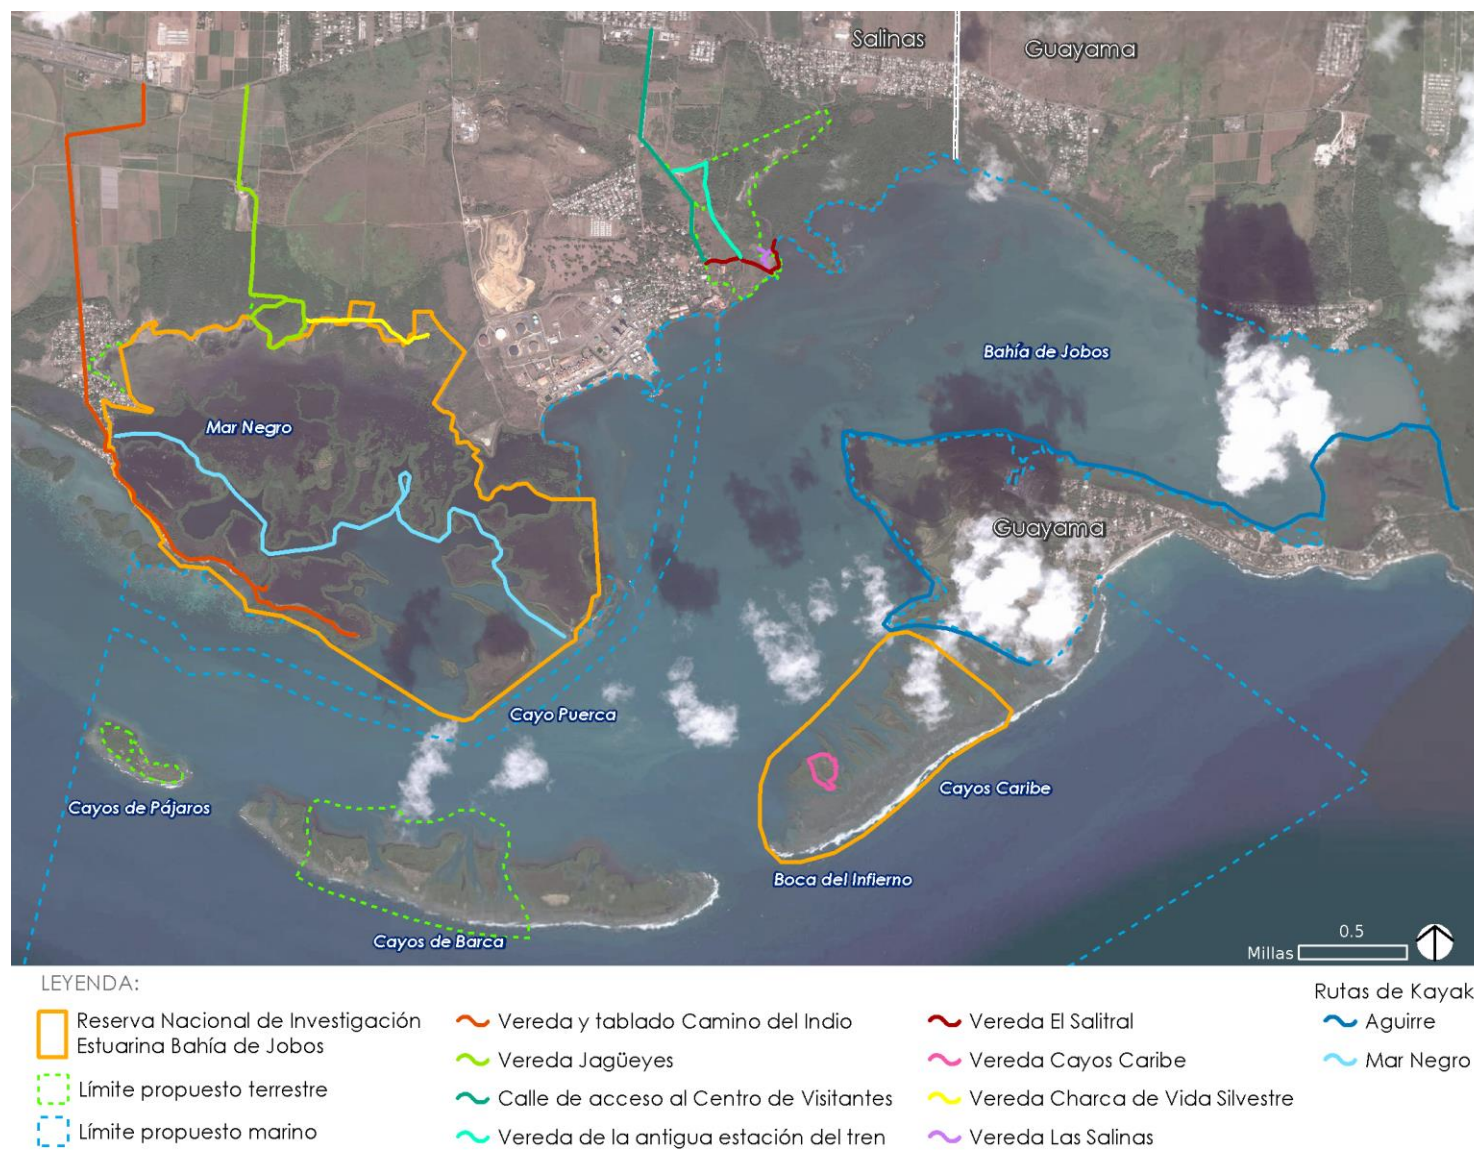 Salinas
Guayama
Bahía de Jobos
Mar Negro
Guayama
Cayo Puerca
Cayos de Pájaros
Cayos Caribe
Boca del Infierno
Cayos de Barca
0.5
Millas
LEYENDA:
Reserva Nacional de Investigación
Estuarina Bahía de Jobos
Límite propuesto terrestre
Límite propuesto marino
Vereda y tablado Camino del Indio
Vereda Jagüeyes
Calle de acceso al Centro de Visitantes
Vereda de la antigua estación del tren
Vereda El Salitral
Vereda Cayos Caribe
Vereda Charca de Vida Silvestre
Vereda Las Salinas
Rutas de Kayak
Aguirre
Mar Negro